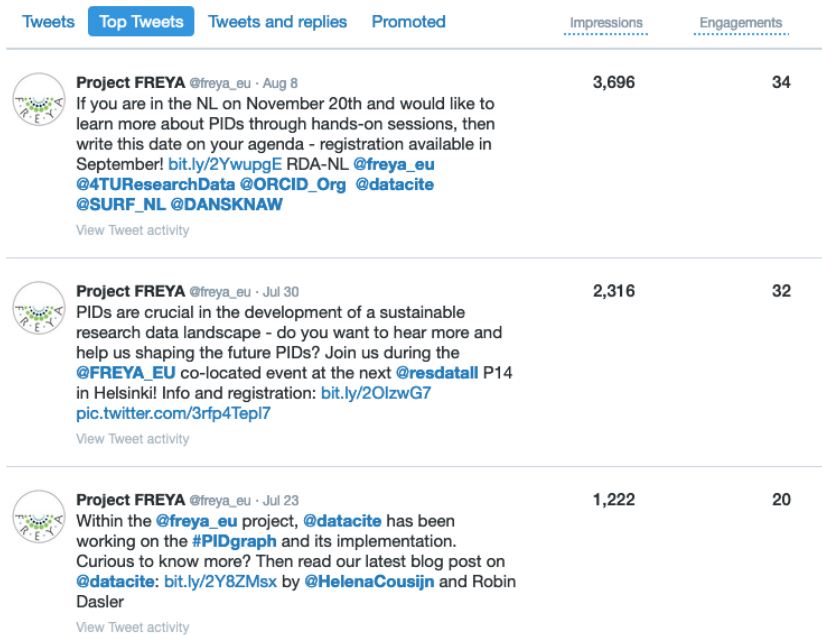 Tweets Top Tweets Tweets and replies Promoted Impressions Engagements
Project FREYA @freya_eu · Aug 8 3,696 34
If you are in the NL on November 20th and would like to
learn more about PIDs through hands-on sessions, then
write this date on your agenda - registration available in
September! bit.ly/2YwupgE RDA-NL @freya_eu
@4TUResearchData @ORCID_Org @datacite
@SURF_NL @DANSKNAW
View Tweet activity
FREYA
Project FREYA @freya_eu · Jul 30 2,316 32
PIDs are crucial in the development of a sustainable
research data landscape - do you want to hear more and
help us shaping the future PIDs? Join us during the
@FREYA_EU co-located event at the next @resdatall P14
in Helsinki! Info and registration: bit.ly/2OlzwG7
pic.twitter.com/3rfp4Tepl7
View Tweet activity
FREYA
Project FREYA @freya_eu · Jul 23 1,222 20
Within the @freya_eu project, @datacite has been
working on the #PIDgraph and its implementation.
Curious to know more? Then read our latest blog post on
@datacite: bit.ly/2Y8ZMsx by @HelenaCousijn and Robin
Dasler
View Tweet activity
FREYA